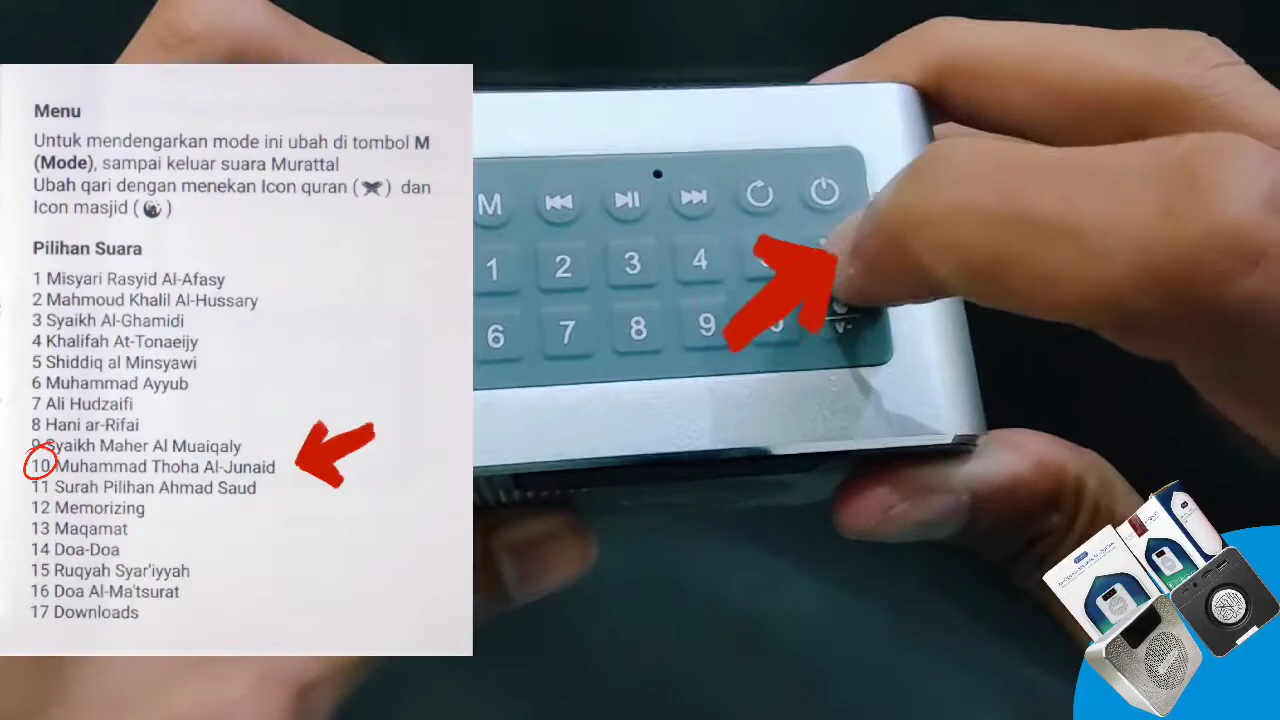 Menu
Untuk mendengarkan mode ini ubah di tombol M
(Mode), sampai keluar suara Murattal
Ubah qari dengan menekan Icon quran ( ) dan
Icon masjid ( )
Pilihan Suara
1 Misyari Rasyid Al-Afasy
2 Mahmoud Khalil Al-Hussary
3 Syaikh Al-Ghamidi
4 Khalifah At-Tonaeijy
5 Shiddiq al Minsyawi
6 Muhammad Ayyub
7 Ali Hudzaifi
8 Hani ar-Rifai
9 Syaikh Maher Al Muaiqaly
10 Muhammad Thoha Al-Junaid
11 Surah Pilihan Ahmad Saud
12 Memorizing
13 Maqamat
14 Doa-Doa
15 Ruqyah Syar'iyyah
16 Doa Al-Ma'tsurat
17 Downloads
M
1 2 3 4
6 7 8 9
V-